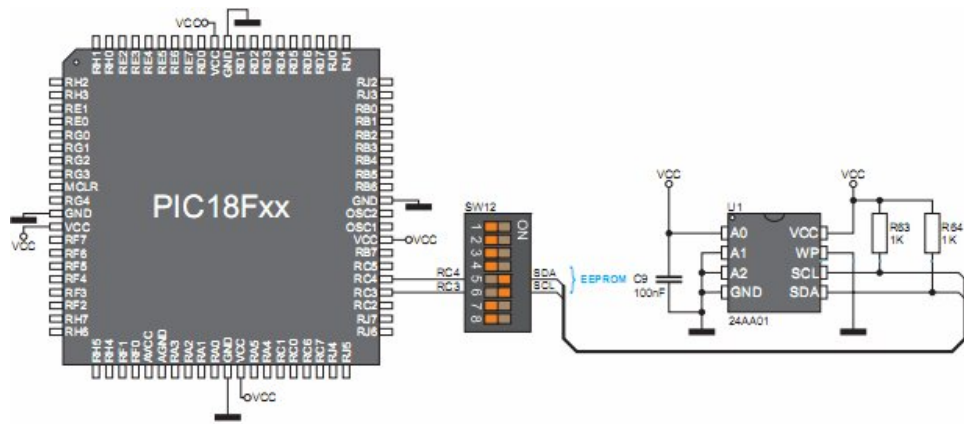 VCC
RH1 RH0 RE2 RE3 RE4 RE5 RE6 RE7 RD0 VCC GND RD1 RD2 RD3 RD4 RD5 RD6 RD7 RJ0 RJ1
RH2
RH3
RE1
RE0
RG0
RG1
RG2
RG3
MCLR
RG4
GND
VCC
RF7
RF6
RF5
RF4
RF3
RF2
RH7
RH6
VCC
PIC18Fxx
RJ2
RJ3
RB0
RB1
RB2
RB3
RB4
RB5
RB6
GND
OSC2
OSC1
VCC
RB7
RC5
RC4
RC3
RC2
RJ7
RJ6
VCC
RH5 RH4 RF1 RF0 AVCC AGND RA3 RA2 RA1 RA0 GND VCC RA5 RA4 RC1 RC0 RC6 RC7 RJ4 RJ5
VCC
RC4
RC3
SW12
ON
1
2
3
4
5
6
7
8
SDA
SCL
EEPROM
VCC
C9
100nF
U1
A0
A1
A2
GND
VCC
WP
SCL
SDA
24AA01
VCC
R63
1K
R64
1K